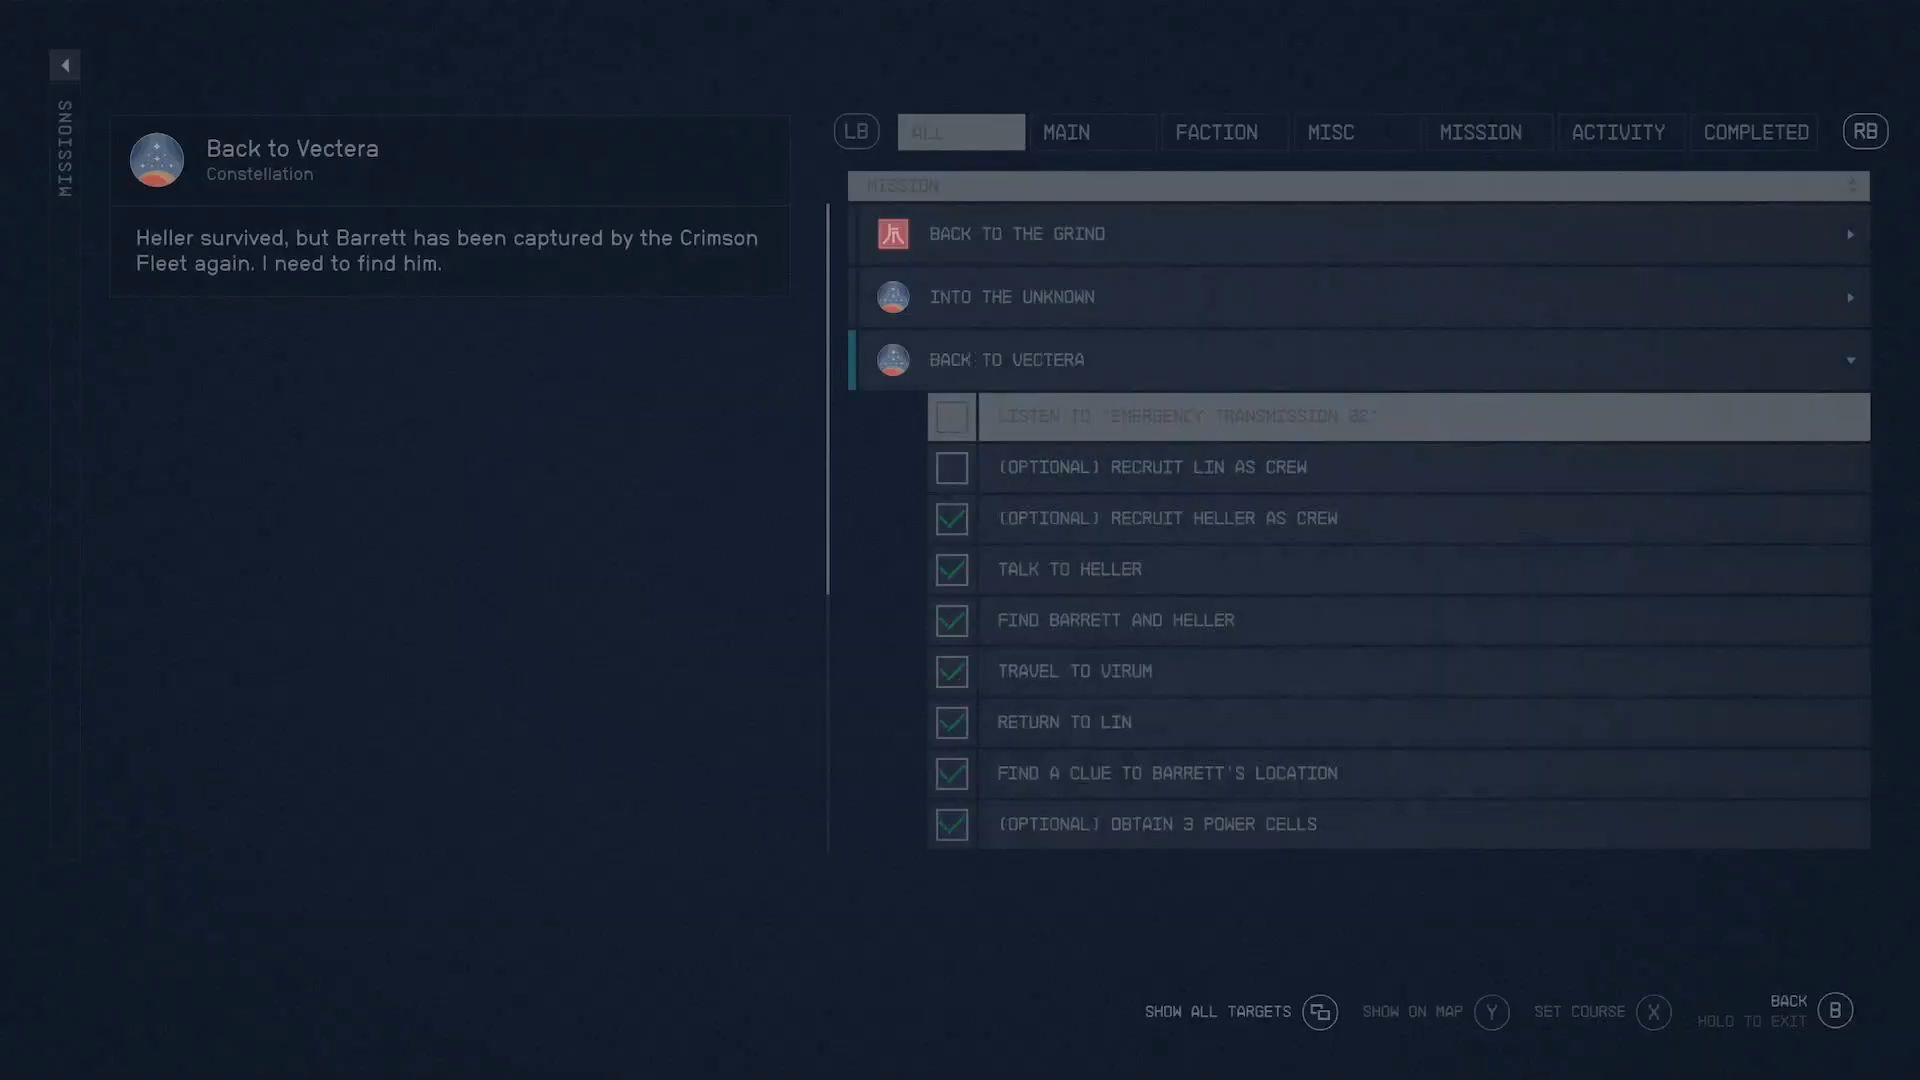 MISSIONS
Back to Vectera
Constellation
Heller survived, but Barrett has been captured by the Crimson
Fleet again. I need to find him.
LB
ALL
MAIN
FACTION
MISC
MISSION
ACTIVITY
COMPLETED
RB
MISSION
BACK TO THE GRIND
INTO THE UNKNOWN
BACK TO VECTERA
LISTEN TO "EMERGENCY TRANSMISSION 02"
(OPTIONAL) RECRUIT LIN AS CREW
(OPTIONAL) RECRUIT HELLER AS CREW
TALK TO HELLER
FIND BARRETT AND HELLER
TRAVEL TO VIRUM
RETURN TO LIN
FIND A CLUE TO BARRETT'S LOCATION
(OPTIONAL) OBTAIN 3 POWER CELLS
SHOW ALL TARGETS
SHOW ON MAP Y
SET COURSE X
BACK B
HOLD TO EXIT